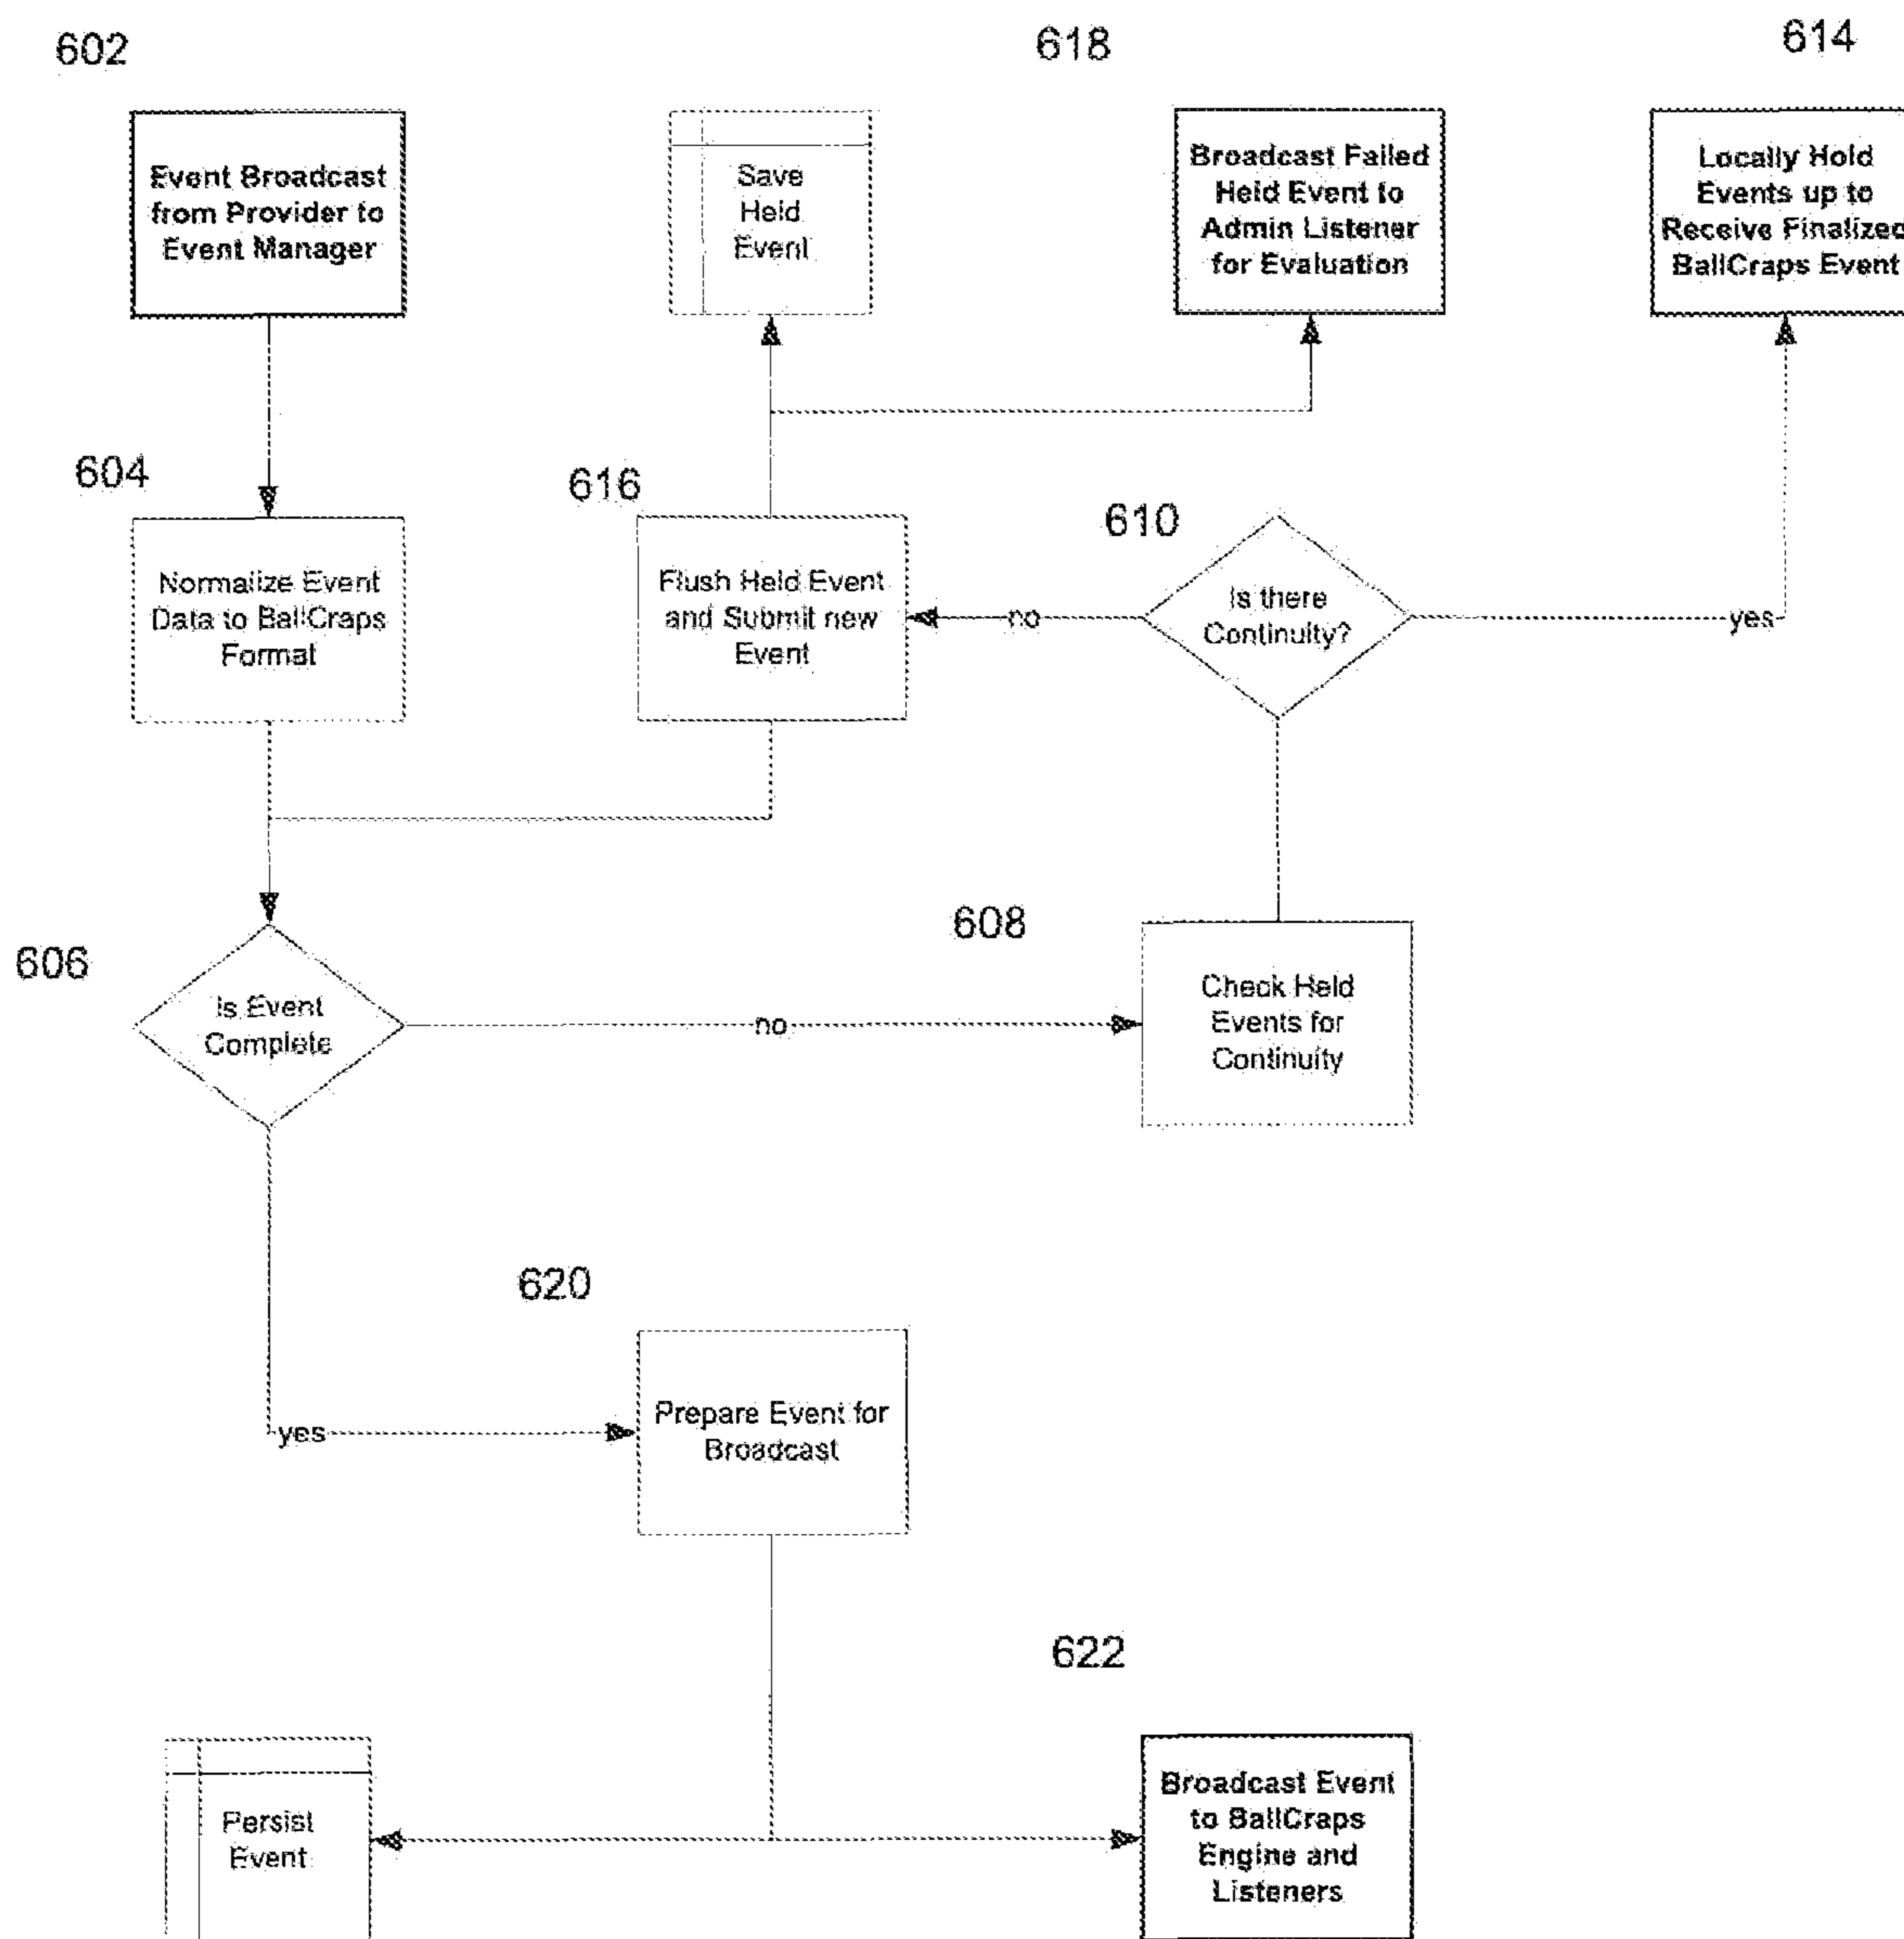 602
618
614
Event Broadcast
from Provider to
Event Manager
Save
Held
Event
Broadcast Failed
Held Event to
Admin Listener
for Evaluation
Locally Hold
Events up to
Receive Finalized
BallCraps Event
604
616
610
Normalize Event
Data to BallCraps
Format
Flush Held Event
and Submit new
Event
no
Is there
Continuity?
yes
606
608
Is Event
Complete
no
Check Held
Events for
Continuity
620
yes
Prepare Event for
Broadcast
622
Persist
Event
Broadcast Event
to BallCraps
Engine and
Listeners